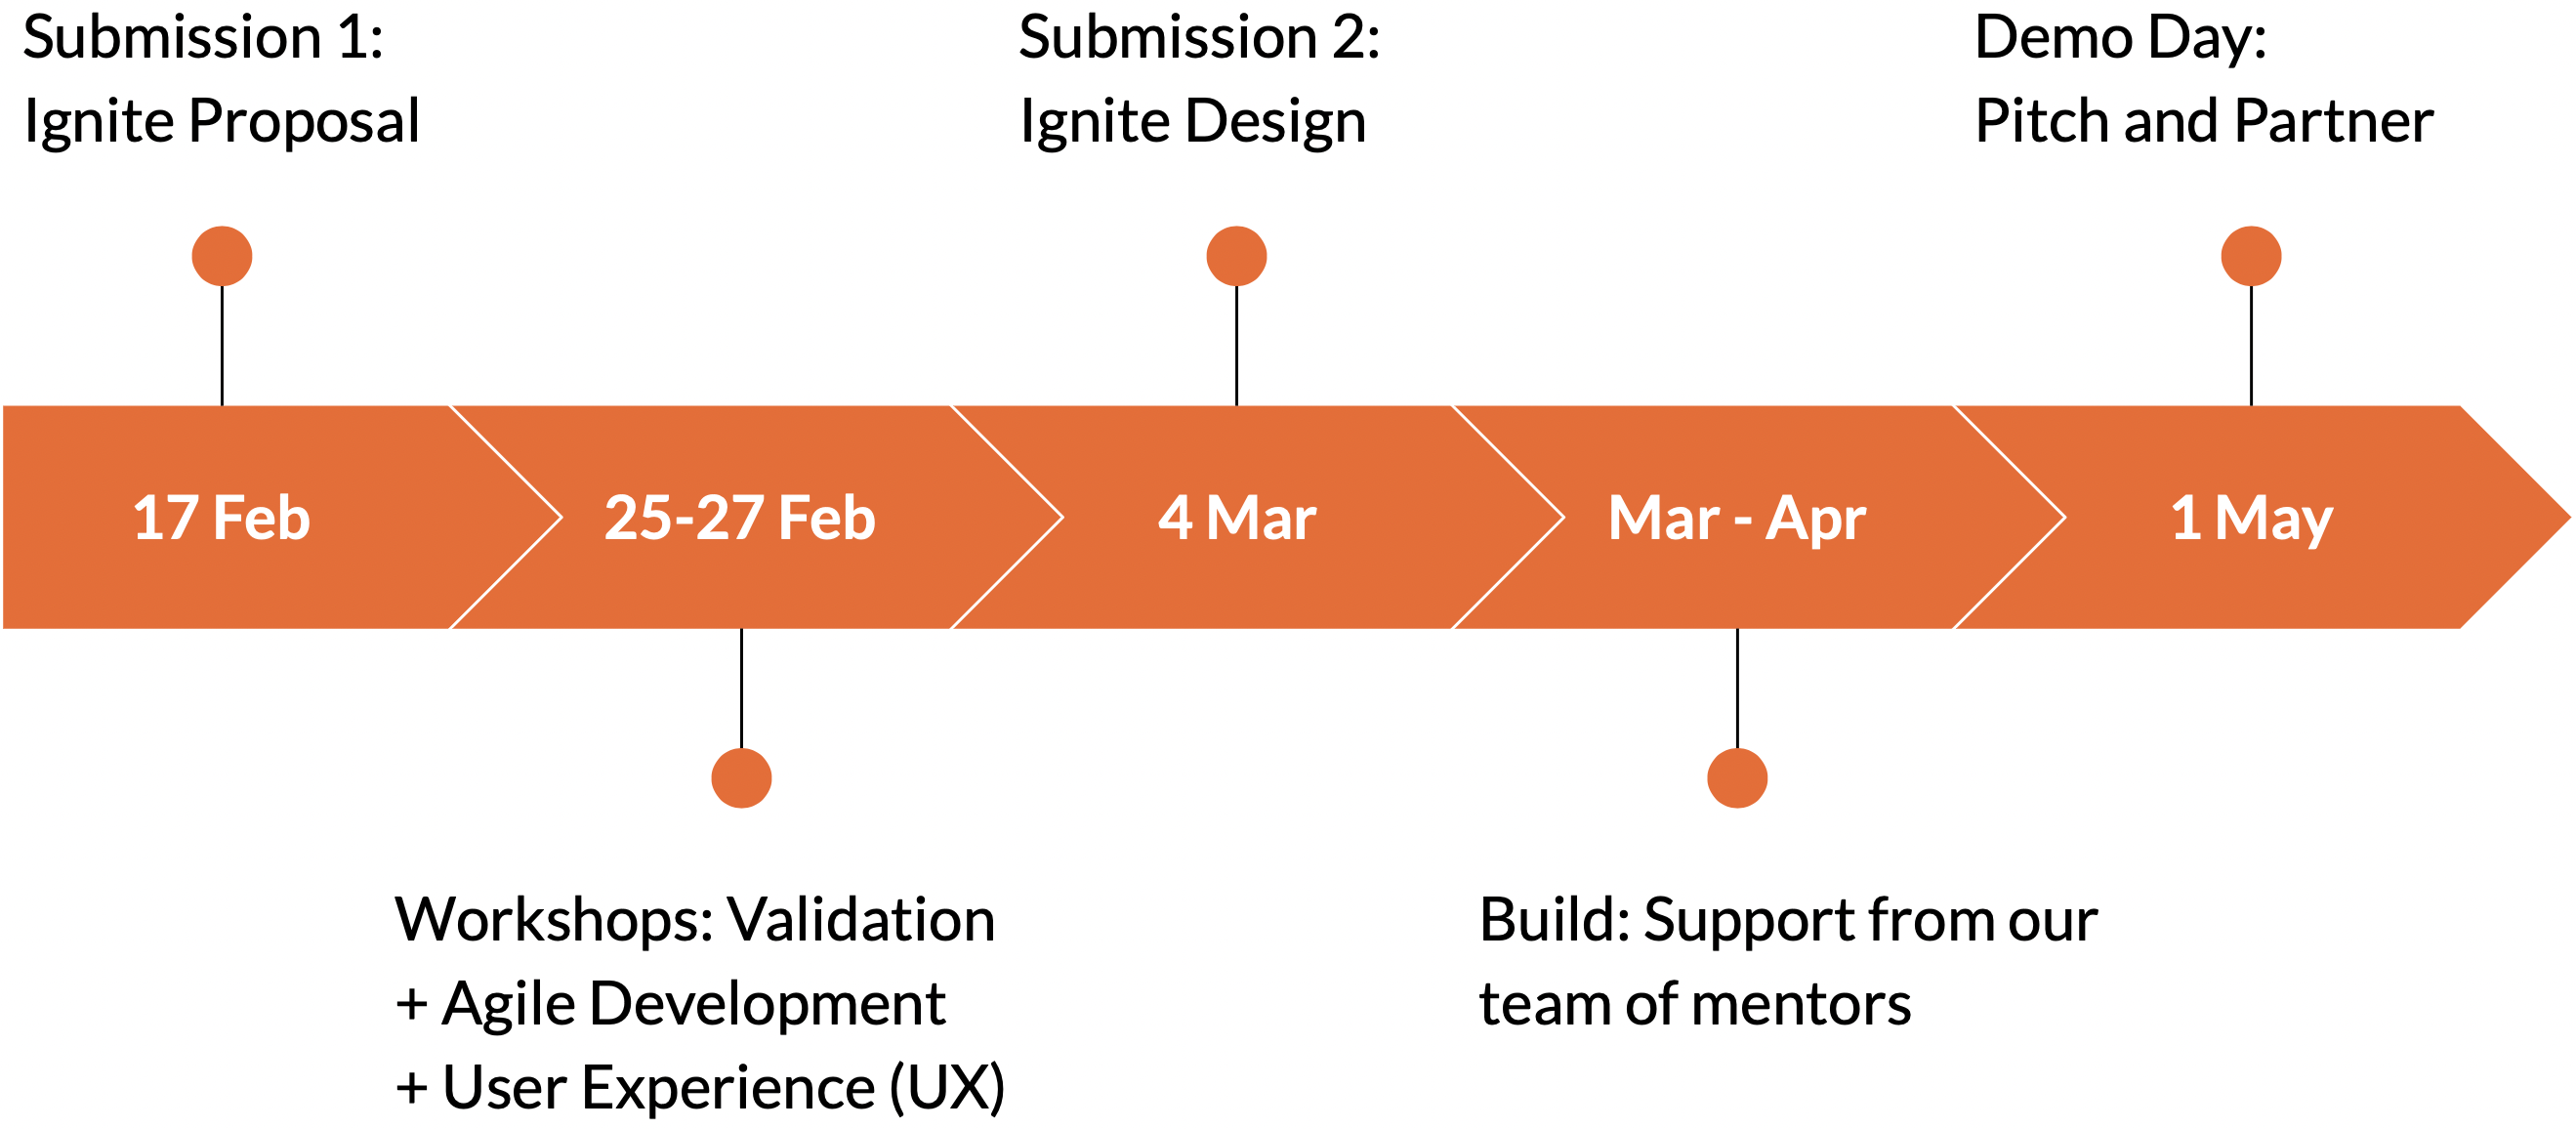 Submission 1:
Ignite Proposal
Submission 2:
Ignite Design
Demo Day:
Pitch and Partner
17 Feb
25-27 Feb
4 Mar
Mar - Apr
1 May
Workshops: Validation
+ Agile Development
+ User Experience (UX)
Build: Support from our
team of mentors